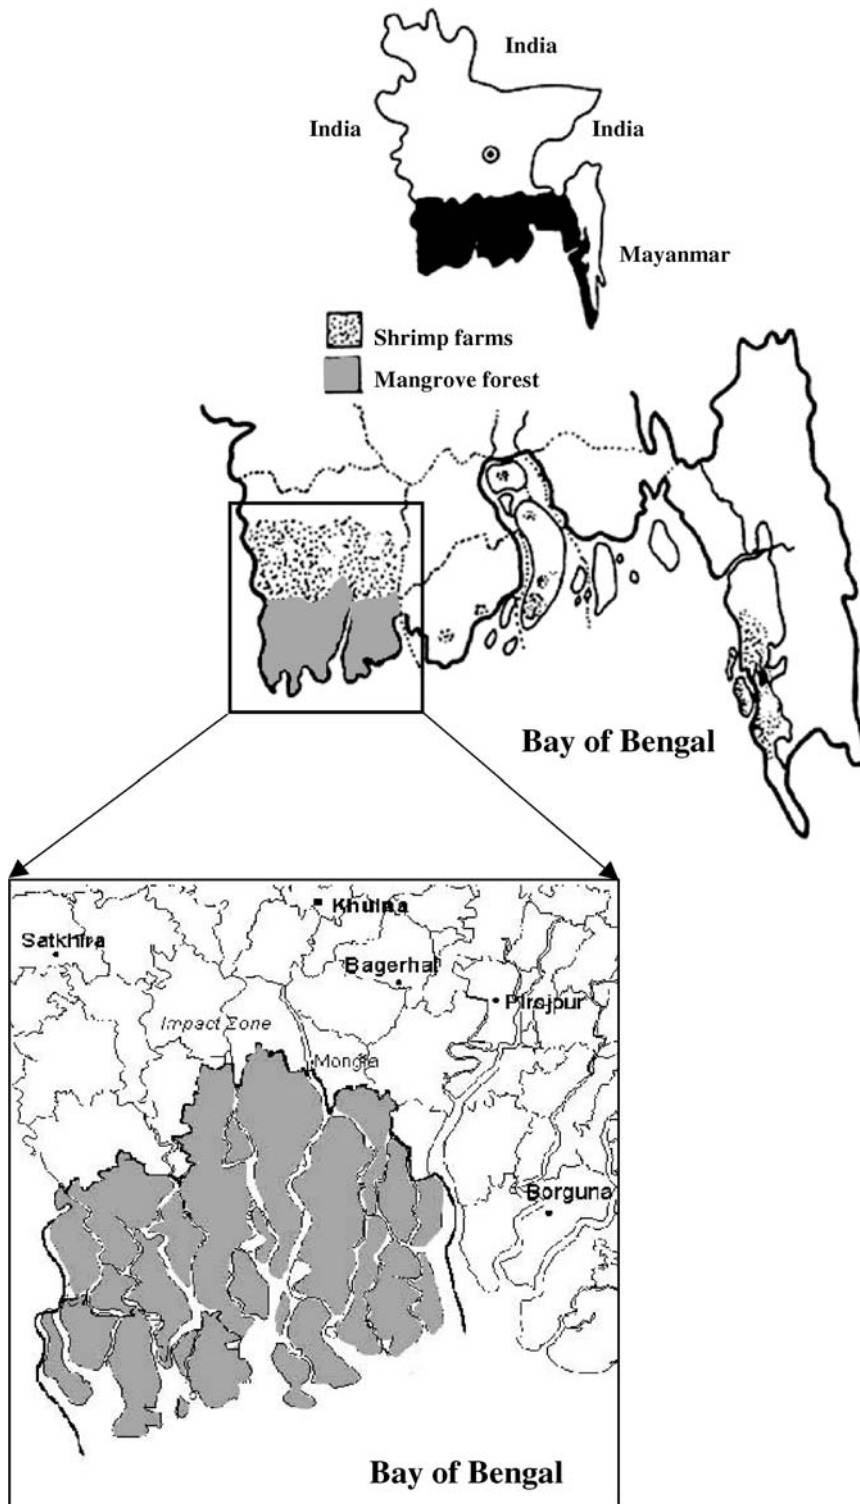 India
India
India
Mayanmar
Shrimp farms
Mangrove forest
Bay of Bengal
Khulna
Satkhira
Bagerhat
Pirojpur
Impact Zone
Mongla
Borguna
Bay of Bengal